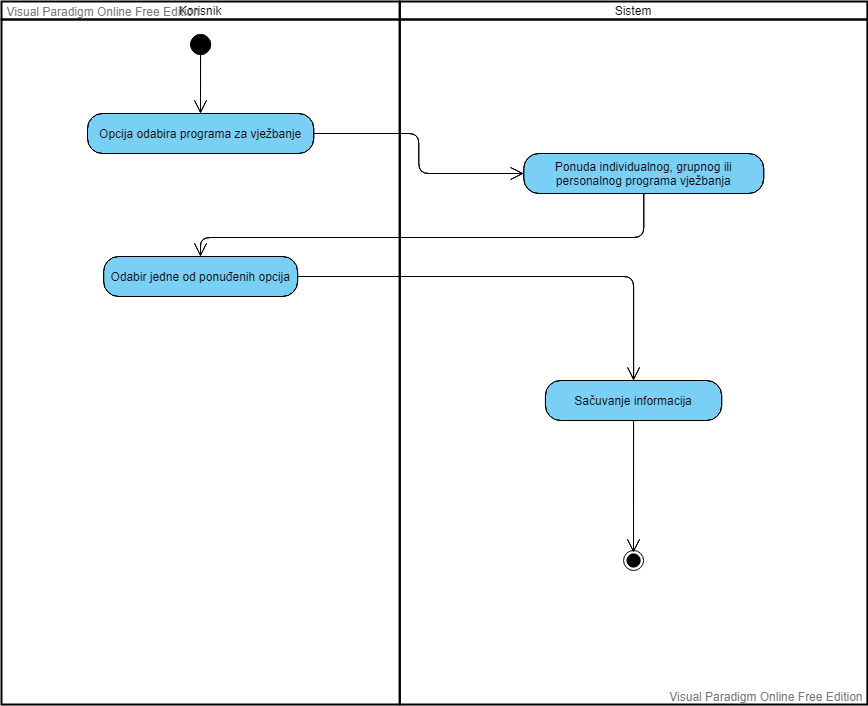 Visual Paradigm Online Free Edition
Korisnik
Sistem
Opcija odabira programa za vježbanje
Ponuda individualnog, grupnog ili
personalnog programa vježbanja
Odabir jedne od ponuđenih opcija
Sačuvanje informacija
Visual Paradigm Online Free Edition